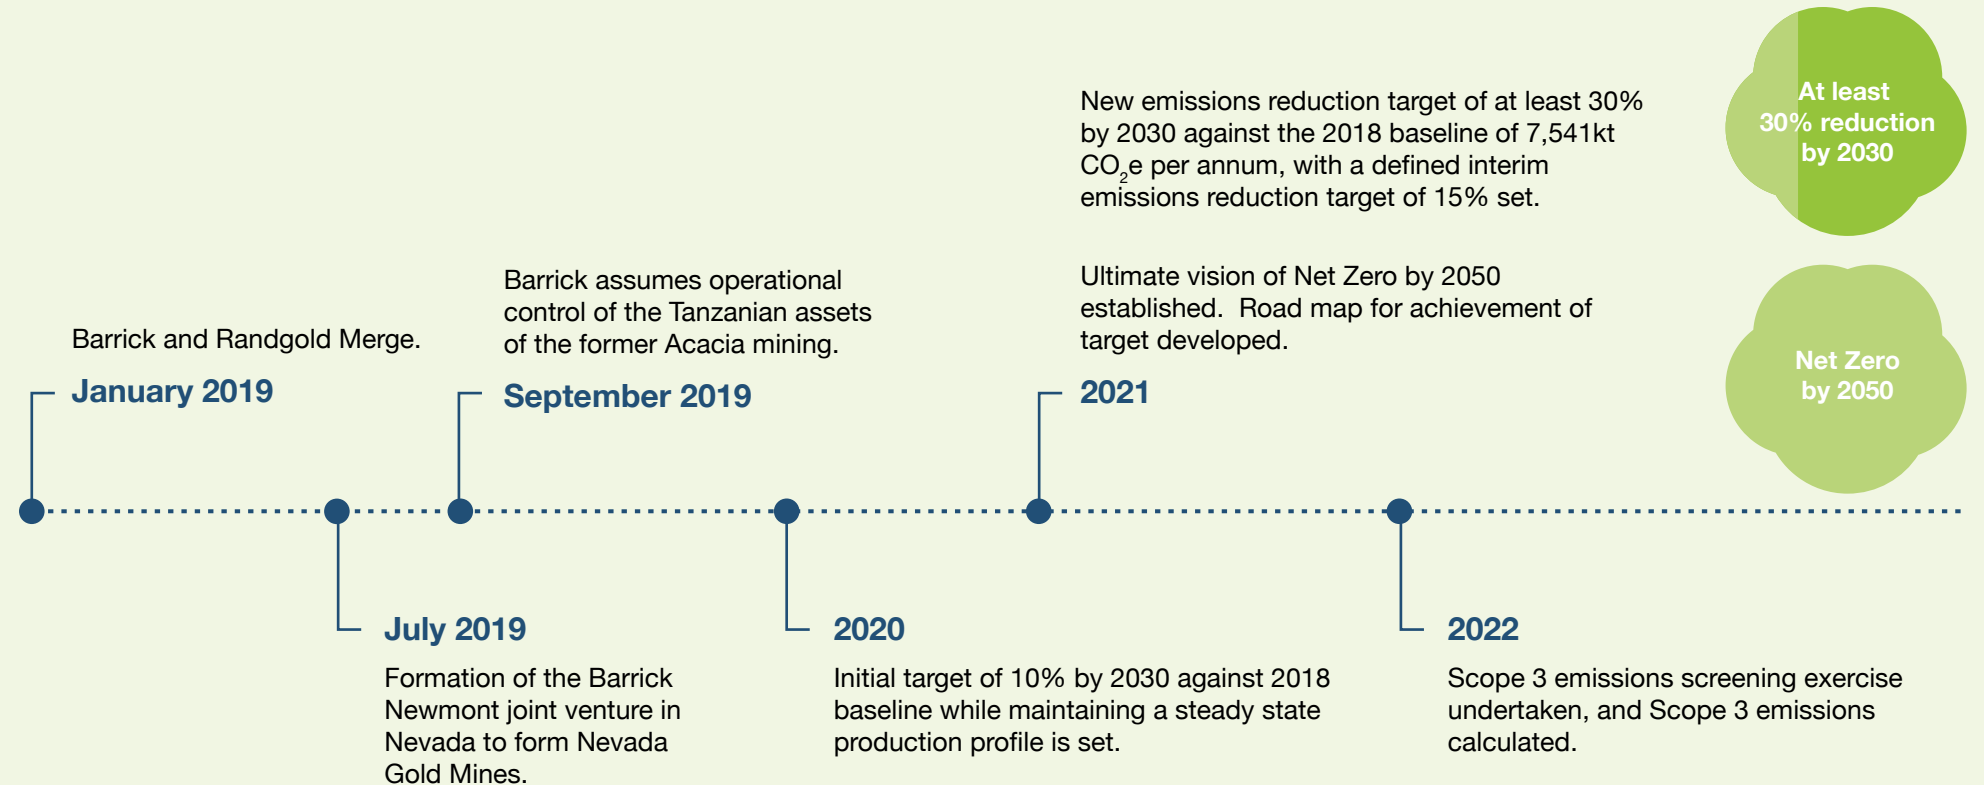 Barrick and Randgold Merge.
January 2019
Formation of the Barrick
Newmont joint venture in
Nevada to form Nevada
Gold Mines.
July 2019
Barrick assumes operational
control of the Tanzanian assets
of the former Acacia mining.
September 2019
2020
Initial target of 10% by 2030 against 2018
baseline while maintaining a steady state
production profile is set.
New emissions reduction target of at least 30%
by 2030 against the 2018 baseline of 7,541kt
CO₂e per annum, with a defined interim
emissions reduction target of 15% set.
Ultimate vision of Net Zero by 2050
established.  Road map for achievement of
target developed.
2021
2022
Scope 3 emissions screening exercise
undertaken, and Scope 3 emissions
calculated.
At least
30% reduction
by 2030
Net Zero
by 2050